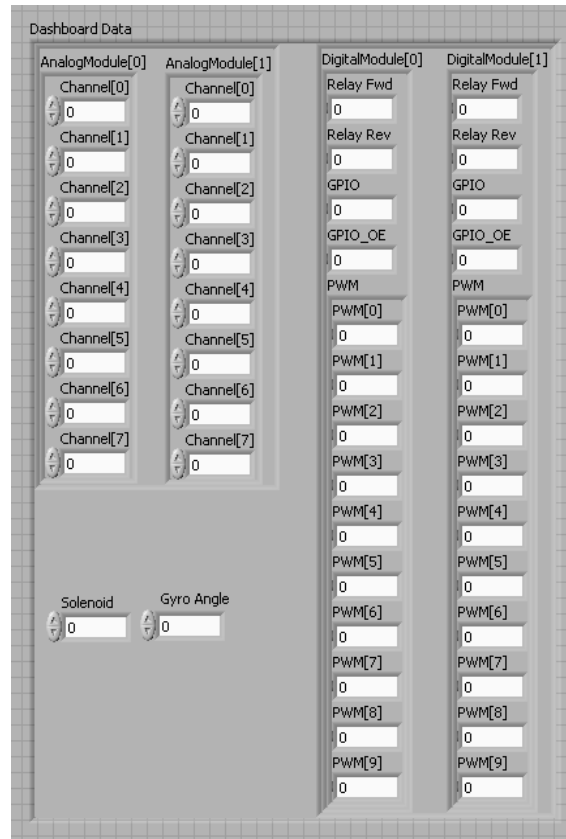 Dashboard Data
AnalogModule[0]
Channel[0]
0
Channel[1]
0
Channel[2]
0
Channel[3]
0
Channel[4]
0
Channel[5]
0
Channel[6]
0
Channel[7]
0
AnalogModule[1]
Channel[0]
0
Channel[1]
0
Channel[2]
0
Channel[3]
0
Channel[4]
0
Channel[5]
0
Channel[6]
0
Channel[7]
0
Solenoid
0
Gyro Angle
0
DigitalModule[0]
Relay Fwd
0
Relay Rev
0
GPIO
0
GPIO_OE
0
PWM
PWM[0]
0
PWM[1]
0
PWM[2]
0
PWM[3]
0
PWM[4]
0
PWM[5]
0
PWM[6]
0
PWM[7]
0
PWM[8]
0
PWM[9]
0
DigitalModule[1]
Relay Fwd
0
Relay Rev
0
GPIO
0
GPIO_OE
0
PWM
PWM[0]
0
PWM[1]
0
PWM[2]
0
PWM[3]
0
PWM[4]
0
PWM[5]
0
PWM[6]
0
PWM[7]
0
PWM[8]
0
PWM[9]
0